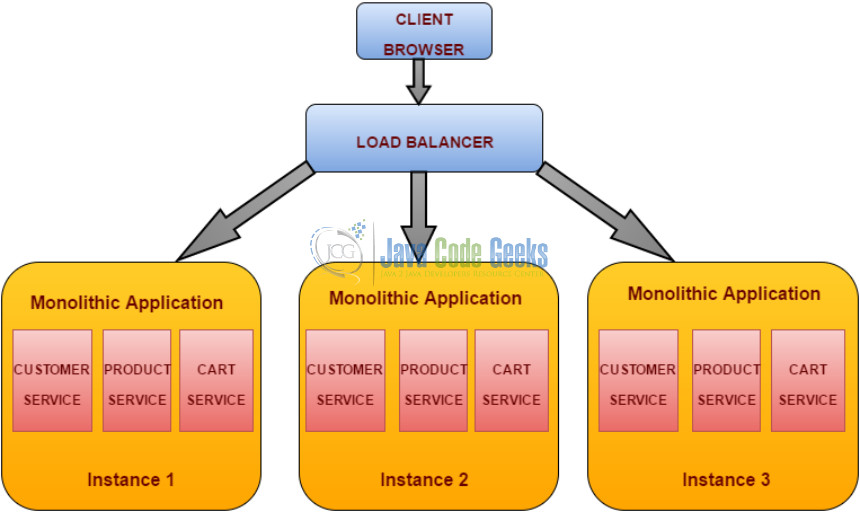 CLIENT
BROWSER
LOAD BALANCER
JCG
Java Code Geeks
JAVA 2 JAVA DEVELOPERS RESOURCE CENTER
Monolithic Application
CUSTOMER PRODUCT CART
SERVICE SERVICE SERVICE
Instance 1
Monolithic Application
CUSTOMER PRODUCT CART
SERVICE SERVICE SERVICE
Instance 2
Monolithic Application
CUSTOMER PRODUCT CART
SERVICE SERVICE SERVICE
Instance 3